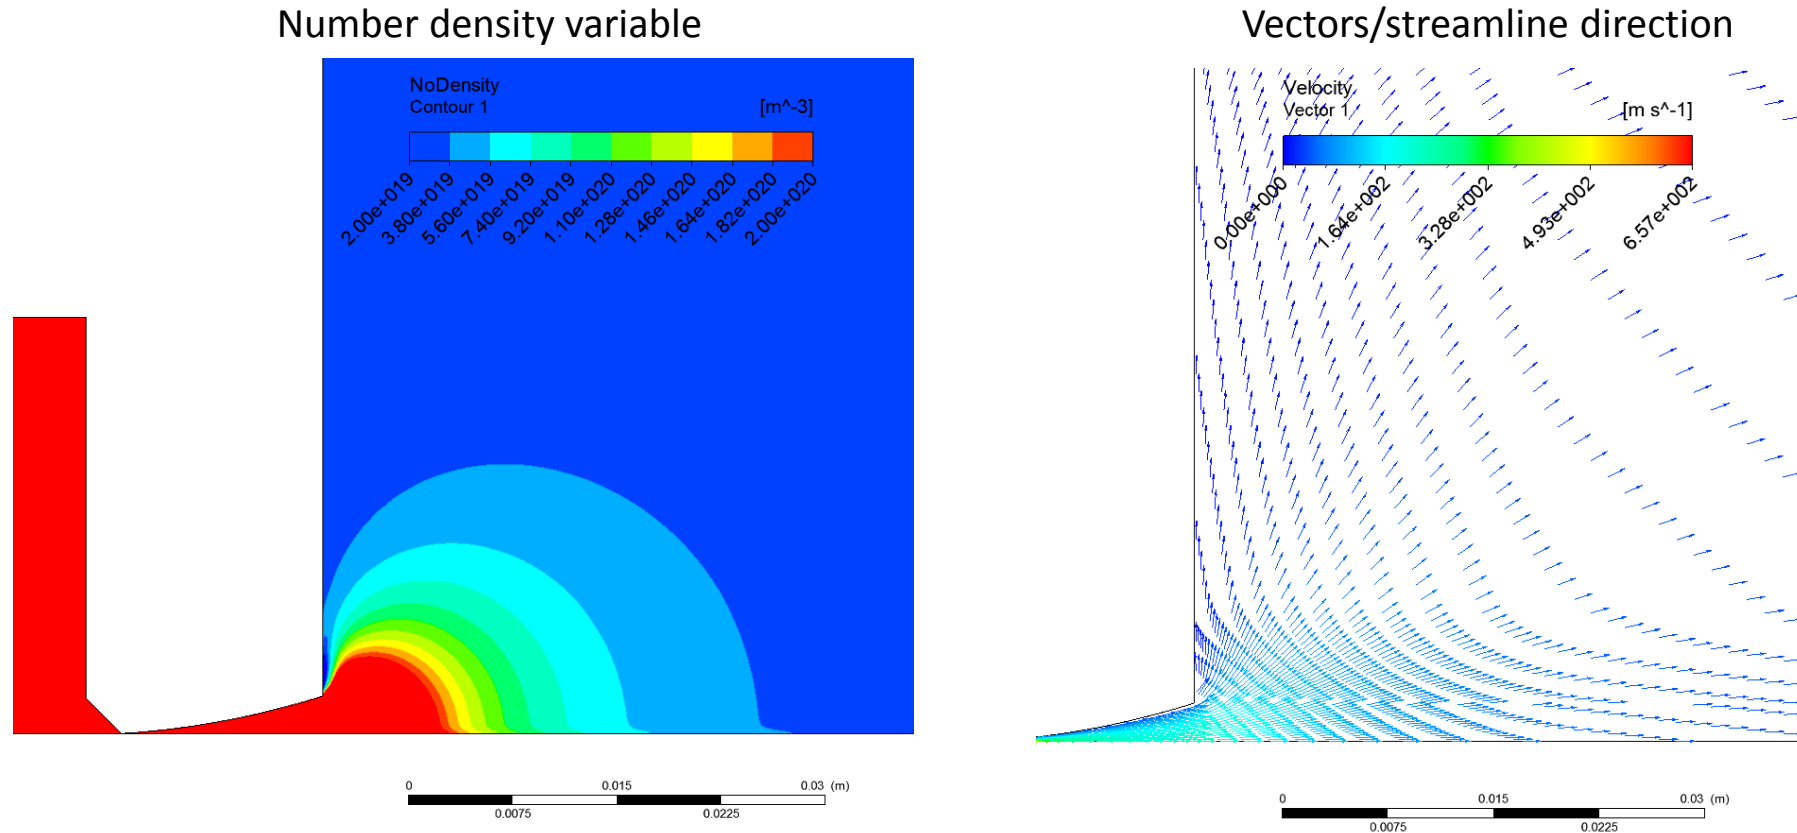 Number density variable
NoDensity
Contour 1
[m^-3]
2.00e+019
3.80e+019
5.60e+019
7.40e+019
9.20e+019
1.10e+020
1.28e+020
1.46e+020
1.64e+020
1.82e+020
2.00e+020
0
0.015
0.03
(m)
0.0075
0.0225
Vectors/streamline direction
Velocity
Vector 1
[m s^-1]
0.00e+000
1.64e+002
3.28e+002
4.93e+002
6.57e+002
0
0.015
0.03
(m)
0.0075
0.0225